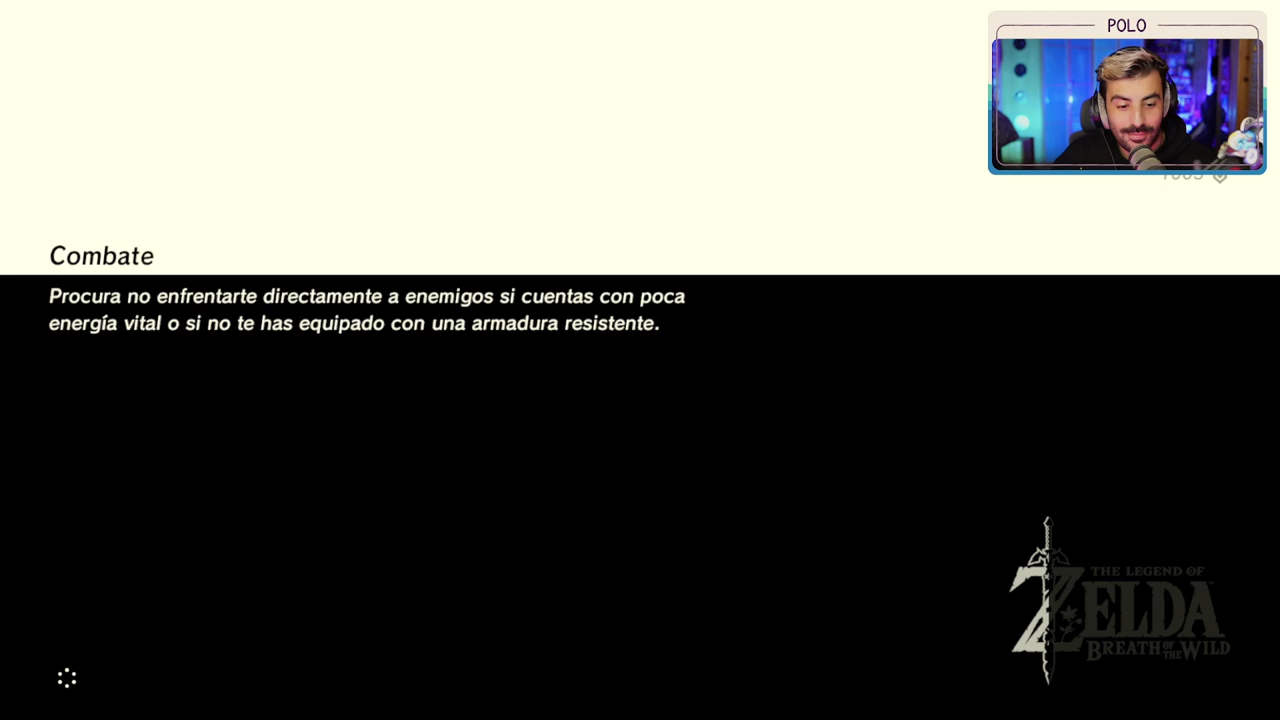 POLO
Combate
Procura no enfrentarte directamente a enemigos si cuentas con poca
energía vital o si no te has equipado con una armadura resistente.
THE LEGEND OF
ZELDA
BREATH OF THE WILD